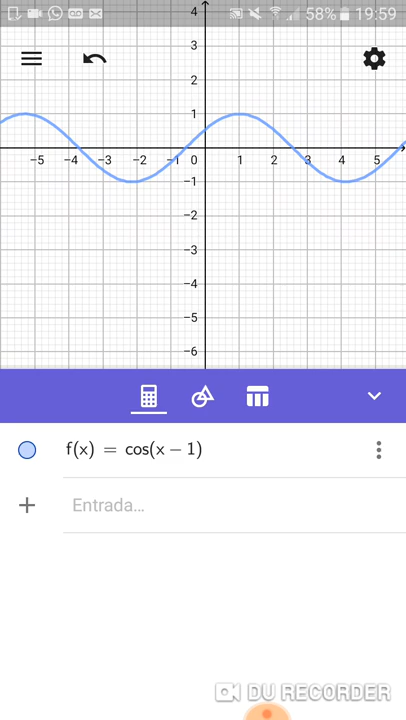 58% 19:59
4
3
2
1
−5 −4 −3 −2 −1 0 1 2 3 4 5
−1
−2
−3
−4
−5
−6
f(x) = cos(x − 1)
+ Entrada...
DU RECORDER